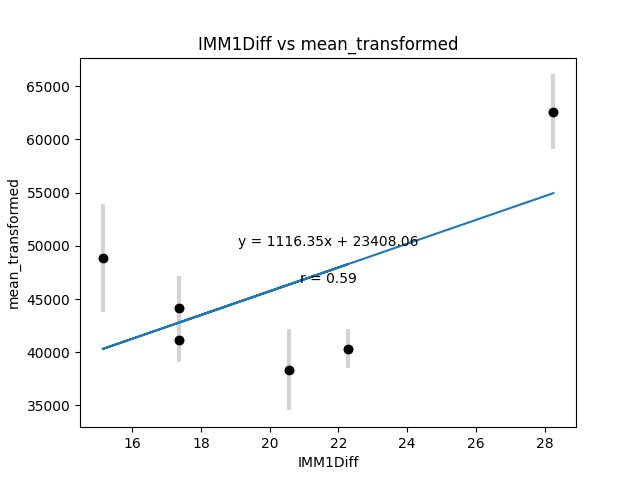 IMM1Diff vs mean_transformed
65000
60000
55000
50000
45000
40000
35000
mean_transformed
y = 1116.35x + 23408.06
r = 0.59
16 18 20 22 24 26 28
IMM1Diff